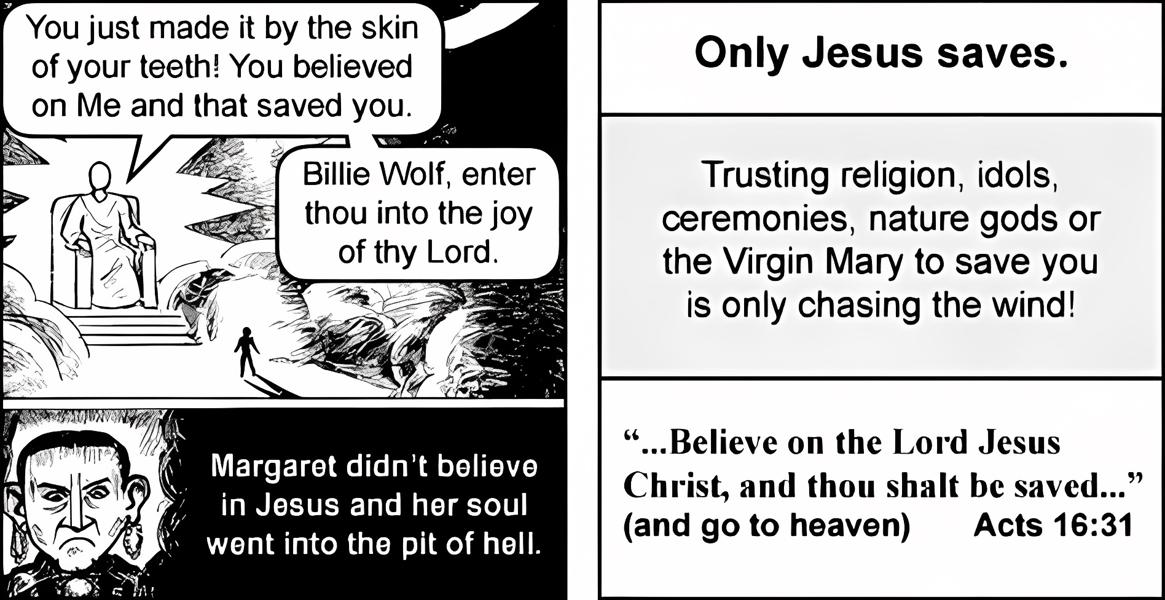 You just made it by the skin
of your teeth! You believed
on Me and that saved you.
Billie Wolf, enter
thou into the joy
of thy Lord.
Margaret didn't believe
in Jesus and her soul
went into the pit of hell.
Only Jesus saves.
Trusting religion, idols,
ceremonies, nature gods or
the Virgin Mary to save you
is only chasing the wind!
“...Believe on the Lord Jesus
Christ, and thou shalt be saved...”
(and go to heaven) Acts 16:31